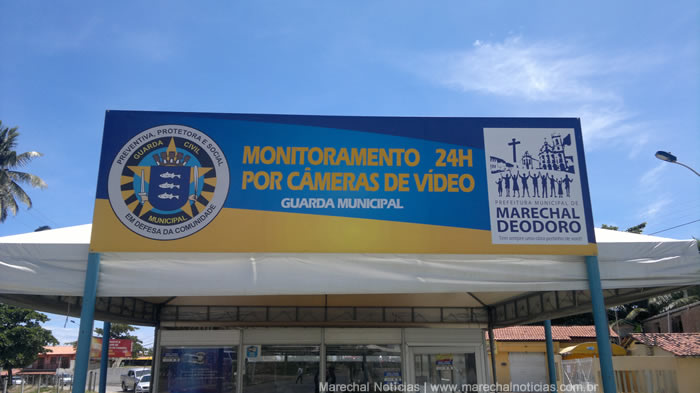 PREVENTIVA, PROTETORA E SOCIAL
GUARDA CIVIL
MUNICIPAL
EM DEFESA DA COMUNIDADE
MONITORAMENTO 24H
POR CÂMERAS DE VÍDEO
GUARDA MUNICIPAL
PREFEITURA MUNICIPAL DE
MARECHAL
DEODORO
Marechal Notícias | www.marechalnoticias.com.br